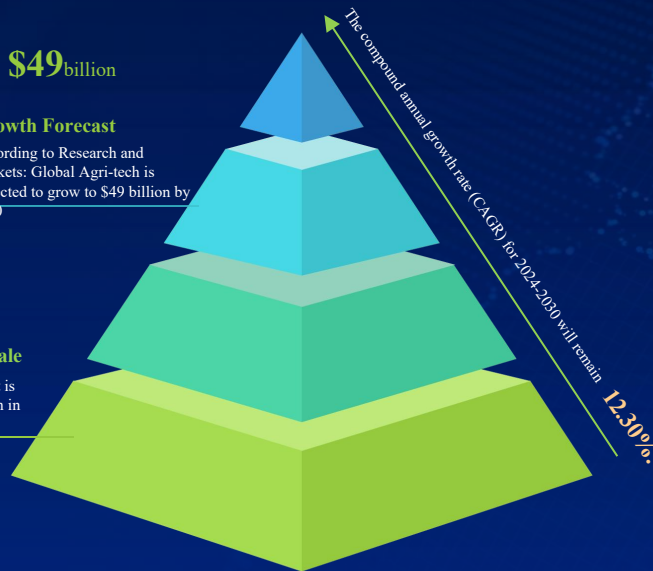 $49billion
owth Forecast
ording to Research and
kets: Global Agri-tech is
cted to grow to $49 billion by
ale
t is
n in
The compound annual growth rate (CAGR) for 2024-2030 will remain
12.30%.